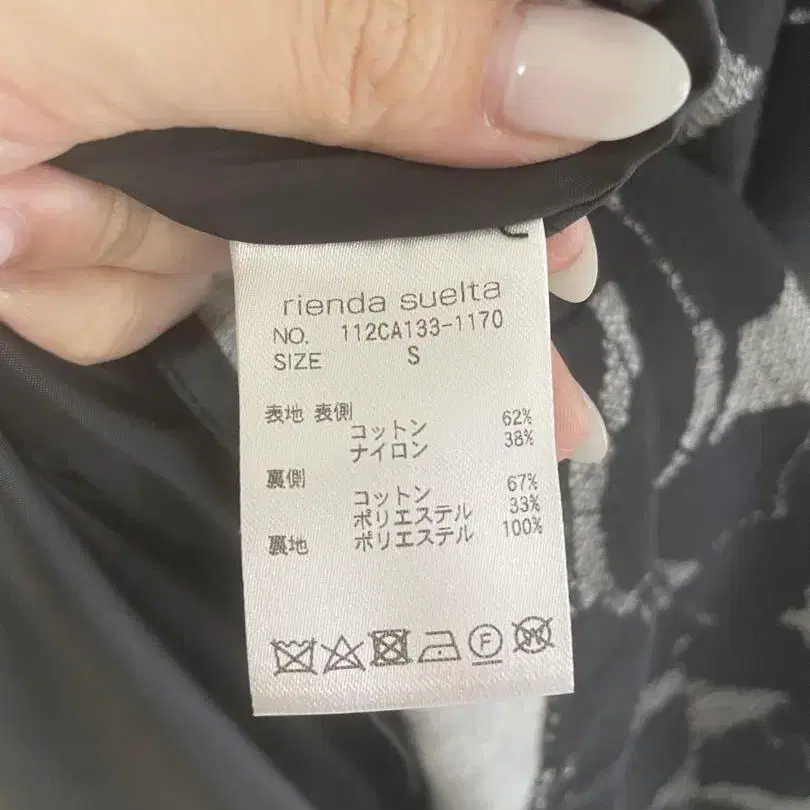 rienda suelta
NO. 112CA133-1170
SIZE S
表地 表側
コットン 62%
ナイロン 38%
裏側
コットン 67%
ポリエステル 33%
裏地 ポリエステル 100%
F
W